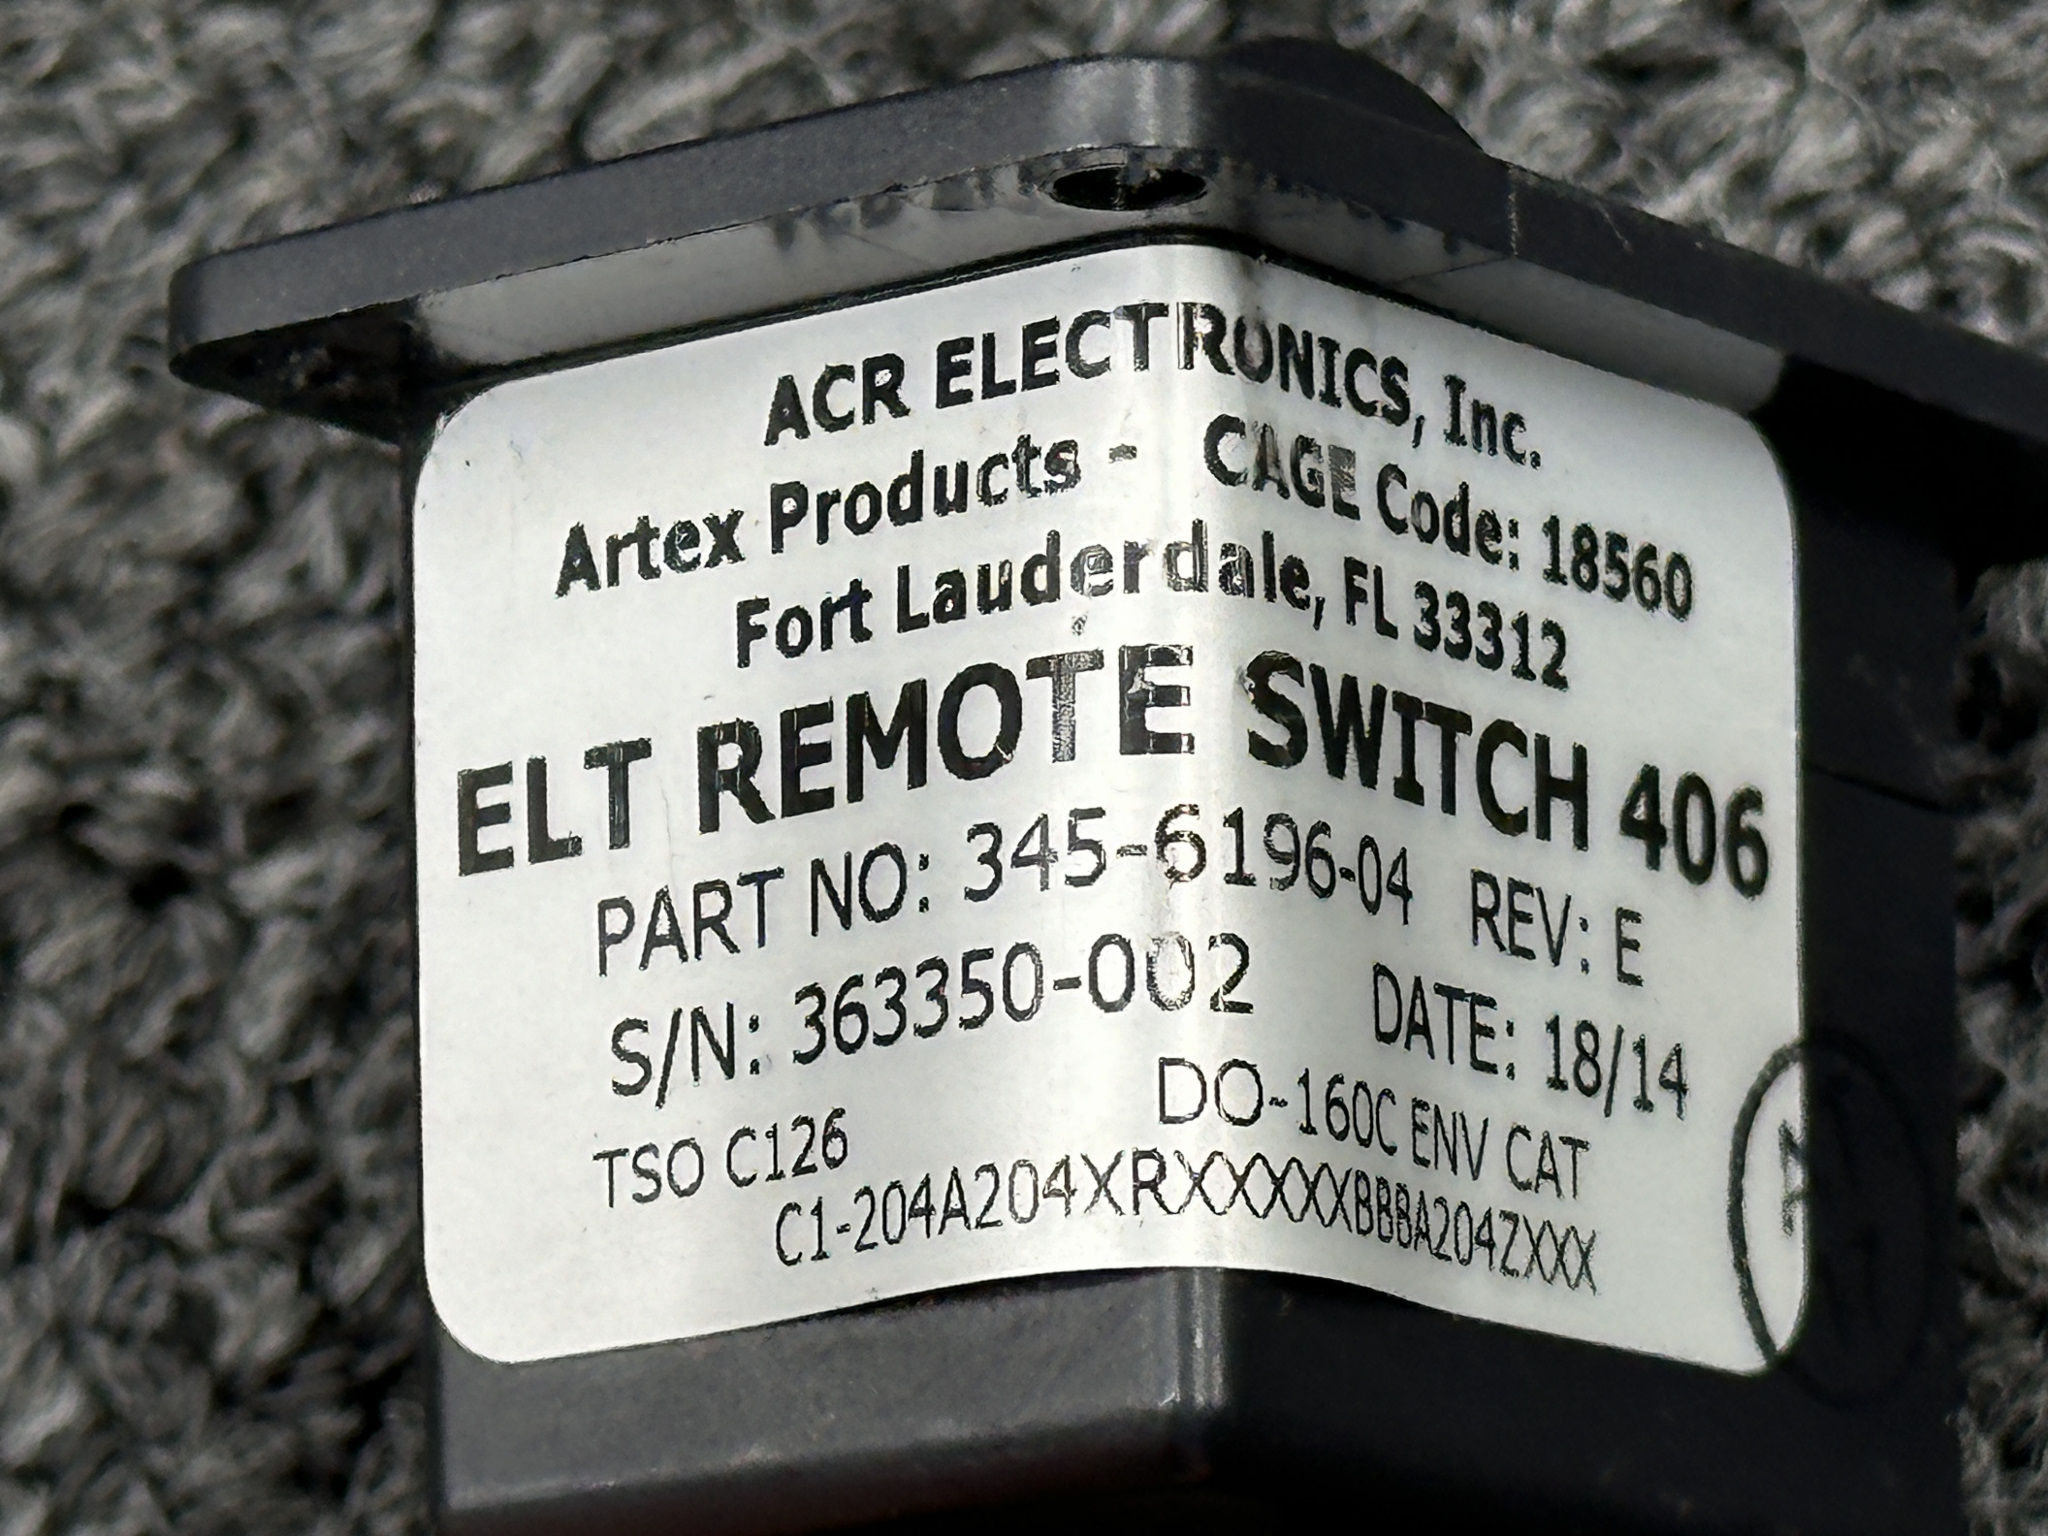 ACR ELECTRONICS, Inc.
Artex Products - CAGE Code: 18560
Fort Lauderdale, FL 33312
ELT REMOTE SWITCH 406
PART NO: 345-6196-04 REV: E
S/N: 363350-002 DATE: 18/14
TSO C126 DO-160C ENV CAT
C1-204A204XRXXXXXXBBBA204ZXXX